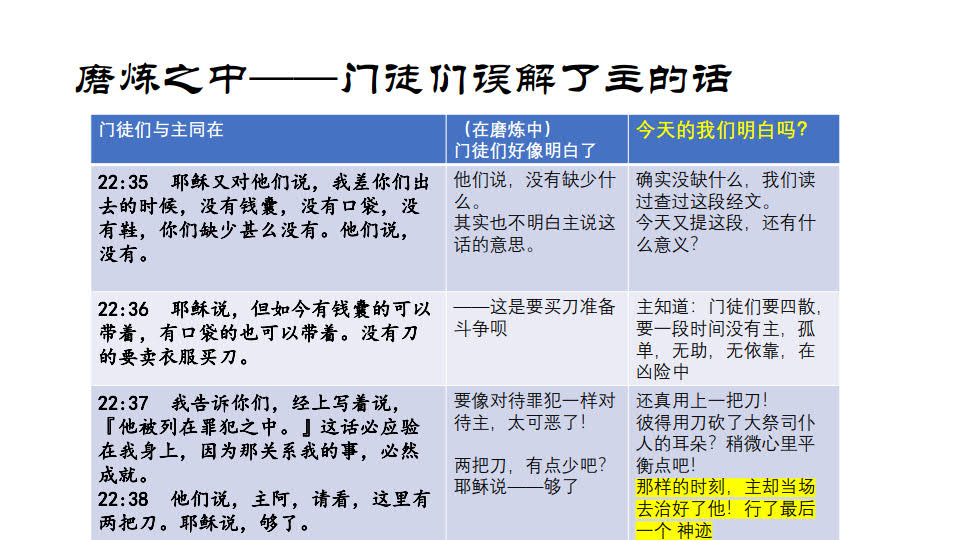 磨炼之中——门徒们误解了主的话
门徒们与主同在
（在磨炼中）
门徒们好像明白了
今天的我们明白吗？
22:35　耶稣又对他们说，我差你们出
去的时候，没有钱囊，没有口袋，没
有鞋，你们缺少甚么没有。他们说，
没有。
他们说，没有缺少什
么。
其实也不明白主说这
话的意思。
确实没缺什么，我们读
过查过这段经文。
今天又提这段，还有什
么意义？
22:36　耶稣说，但如今有钱囊的可以
带着，有口袋的也可以带着。没有刀
的要卖衣服买刀。
——这是要买刀准备
斗争呗
主知道：门徒们要四散，
要一段时间没有主，孤
单，无助，无依靠，在
凶险中
22:37　我告诉你们，经上写着说，
『他被列在罪犯之中。』这话必应验
在我身上，因为那关系我的事，必然
成就。
22:38　他们说，主阿，请看，这里有
两把刀。耶稣说，够了。
要像对待罪犯一样对
待主，太可恶了！
两把刀，有点少吧？
耶稣说——够了
还真用上一把刀！
彼得用刀砍了大祭司仆
人的耳朵？稍微心里平
衡点吧！
那样的时刻，主却当场
去治好了他！行了最后
一个 神迹